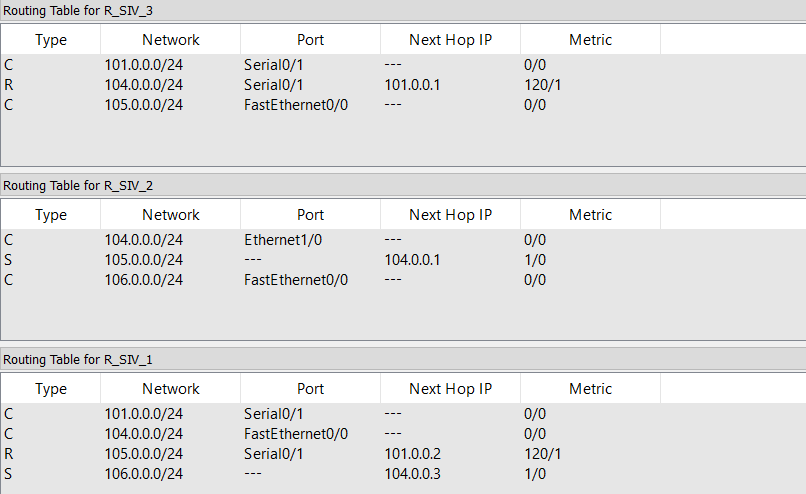 Routing Table for R_SIV_3
Type Network Port Next Hop IP Metric
C 101.0.0.0/24 Serial0/1 --- 0/0
R 104.0.0.0/24 Serial0/1 101.0.0.1 120/1
C 105.0.0.0/24 FastEthernet0/0 --- 0/0
Routing Table for R_SIV_2
Type Network Port Next Hop IP Metric
C 104.0.0.0/24 Ethernet1/0 --- 0/0
S 105.0.0.0/24 --- 104.0.0.1 1/0
C 106.0.0.0/24 FastEthernet0/0 --- 0/0
Routing Table for R_SIV_1
Type Network Port Next Hop IP Metric
C 101.0.0.0/24 Serial0/1 --- 0/0
C 104.0.0.0/24 FastEthernet0/0 --- 0/0
R 105.0.0.0/24 Serial0/1 101.0.0.2 120/1
S 106.0.0.0/24 --- 104.0.0.3 1/0